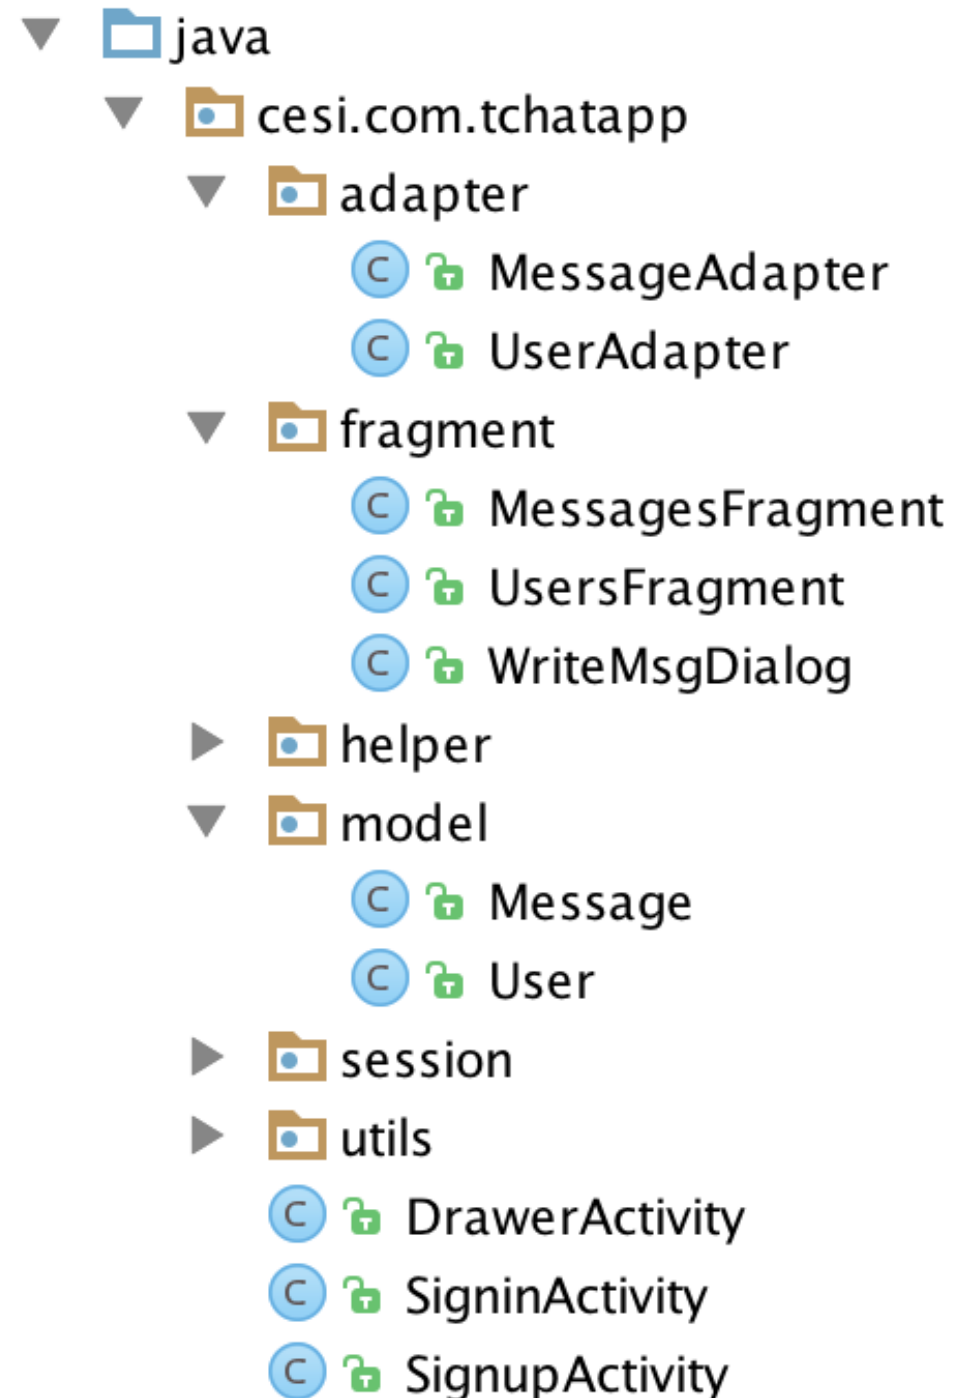 java
cesi.com.tchatapp
adapter
C MessageAdapter
C UserAdapter
fragment
C MessagesFragment
C UsersFragment
C WriteMsgDialog
helper
model
C Message
C User
session
utils
C DrawerActivity
C SigninActivity
C SignupActivity